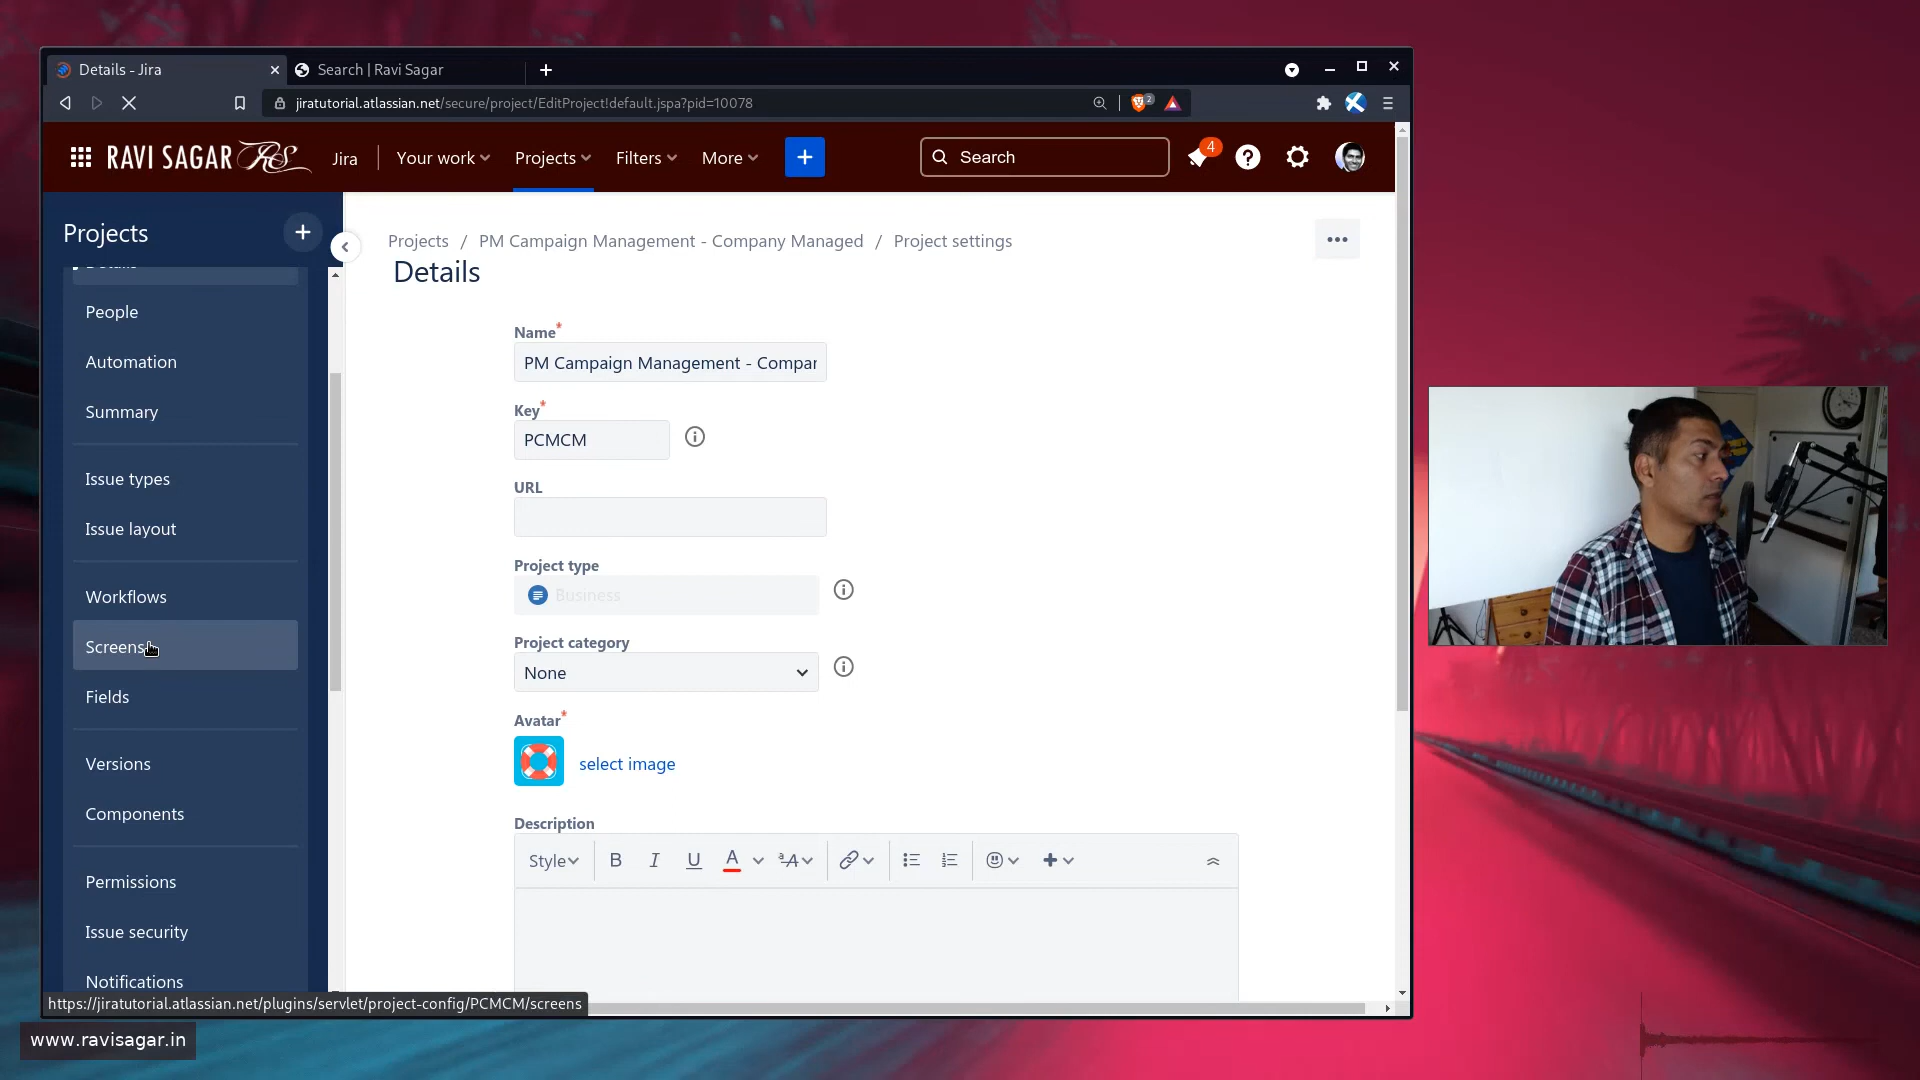 Details - Jira
Search | Ravi Sagar
jiratutorial.atlassian.net/secure/project/EditProject!default.jspa?pid=10078
2
RAVI SAGAR RS
Jira
Your work
Projects
Filters
More
Search
4
Projects
People
Automation
Summary
Issue types
Issue layout
Workflows
Screens
Fields
Versions
Components
Permissions
Issue security
Notifications
https://jiratutorial.atlassian.net/plugins/servlet/project-config/PCMCM/screens
Projects / PM Campaign Management - Company Managed / Project settings
Details
Name*
PM Campaign Management - Compar
Key*
PCMCM
URL
Project type
Business
Project category
None
Avatar*
select image
Description
Style
B I U A ªA
www.ravisagar.in